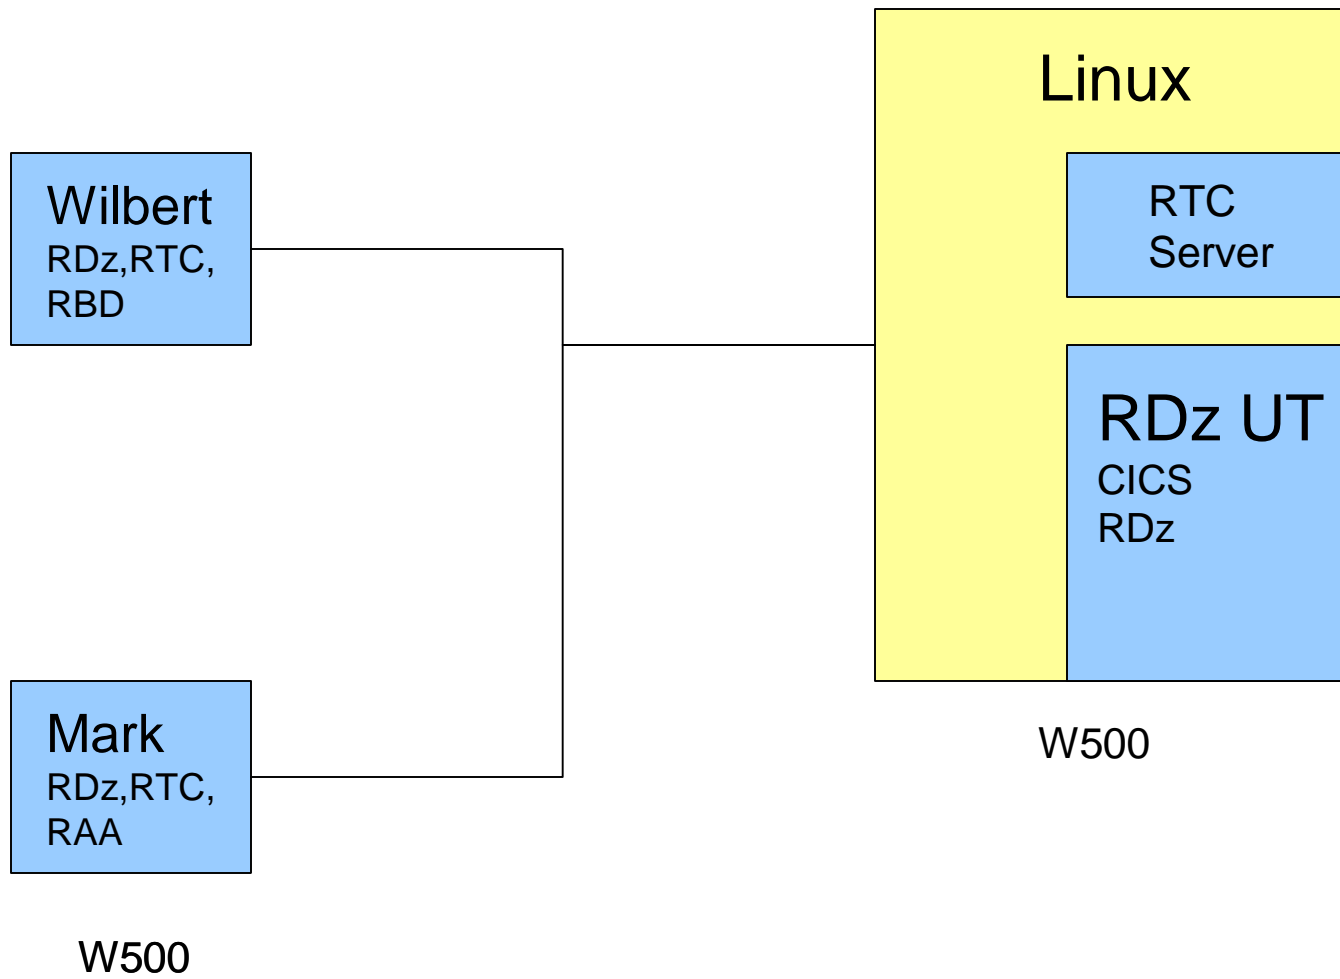 Linux
Wilbert
RDz,RTC,
RBD
RTC
Server
RDz UT
CICS
RDz
Mark
RDz,RTC,
RAA
W500
W500